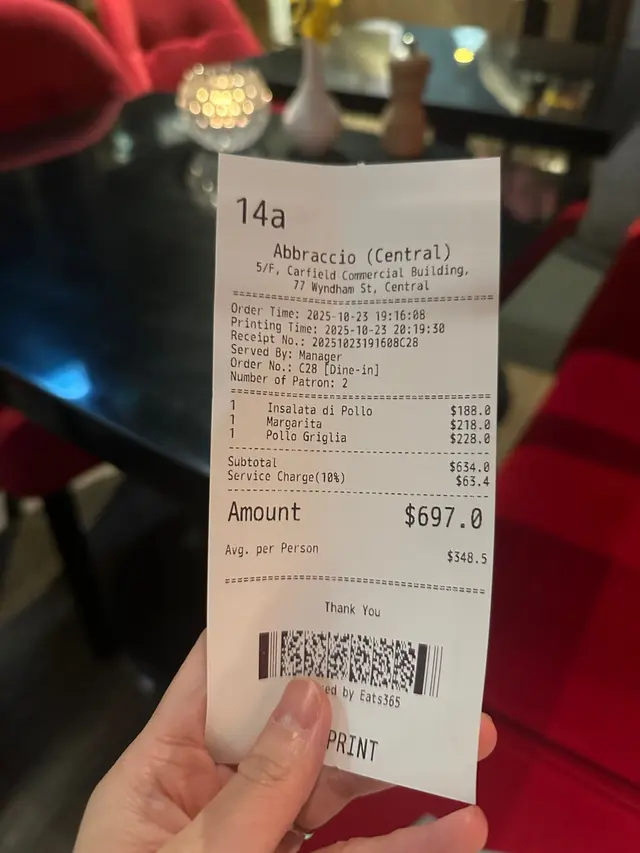 14a
Abbraccio (Central)
5/F, Carfield Commercial Building,
77 Wyndham St, Central
Order Time: 2025-10-23 19:16:08
Printing Time: 2025-10-23 20:19:30
Receipt No.: 20251023191608C28
Served By: Manager
Order No.: C28 [Dine-in]
Number of Patron: 2
1 Insalata di Pollo $188.0
1 Margarita $218.0
1 Pollo Griglia $228.0
Subtotal $634.0
Service Charge(10%) $63.4
Amount $697.0
Avg. per Person $348.5
Thank You
by Eats365
PRINT